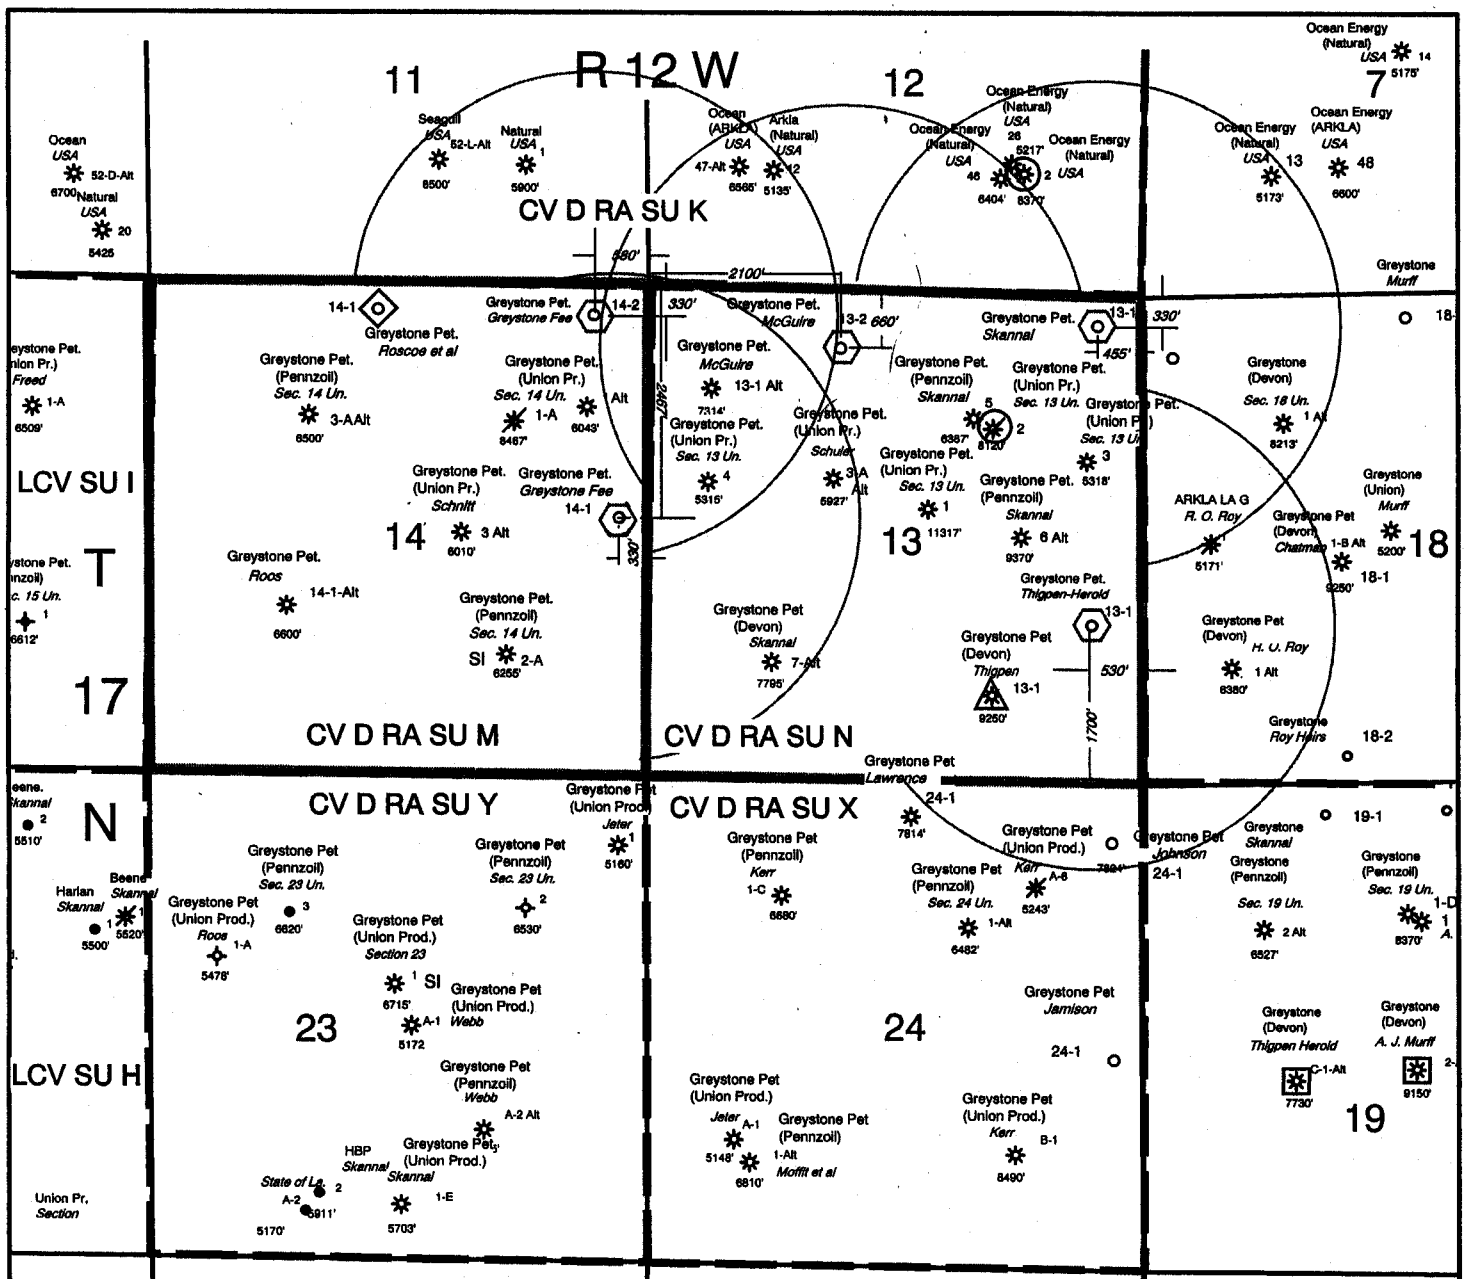 R 12 W
11
12
7
Ocean Energy
(Natural)
USA
14
5175'
Ocean
USA
52-D-Alt
6700'
Natural
USA
20
5425
Seagull
USA
52-L-Alt
8500'
Natural
USA
1
5900'
Ocean
(ARKLA)
USA
47-Alt
6565'
Arkla
(Natural)
USA
12
5135'
Ocean Energy
(Natural)
USA
26
5217'
Ocean Energy
(Natural)
USA
46
6404'
Ocean Energy
(Natural)
USA
2
8370'
Ocean Energy
(Natural)
USA
13
5173'
Ocean Energy
(ARKLA)
USA
48
6600'
CV D RA SU K
580'
2100'
Greystone
Murff
18-
14-1
Greystone Pet.
Roscoe et al
Greystone Pet.
Greystone Fee
14-2
330'
Greystone Pet.
McGuire
13-2
660'
Greystone Pet.
Skannal
13-1
330'
455'
eystone Pet.
nion Pr.)
Freed
1-A
6509'
Greystone Pet.
(Pennzoil)
Sec. 14 Un.
3-AAlt
6500'
Greystone Pet.
(Union Pr.)
Sec. 14 Un.
1-A
8467'
Alt
6043'
2467'
Greystone Pet.
McGuire
13-1 Alt
7314'
Greystone Pet.
(Union Pr.)
Sec. 13 Un.
4
5315'
Greystone Pet.
(Union Pr.)
Schuler
3-A
Alt
5927'
Greystone Pet.
(Pennzoil)
Skannal
5
6387'
Greystone Pet.
(Union Pr.)
Sec. 13 Un.
2
8120'
Greystone Pet.
(Union Pr.)
Sec. 13 Un
3
5318'
Greystone
(Devon)
Sec. 18 Un.
1 Alt
8213'
LCV SU I
Greystone Pet.
(Union Pr.)
Schnitt
3 Alt
6010'
Greystone Pet.
Greystone Fee
14-1
330'
14
Greystone Pet.
(Union Pr.)
Sec. 13 Un.
1
11317'
13
Greystone Pet.
(Pennzoil)
Skannal
6 Alt
9370'
ARKLA LA G
R. O. Roy
1
5171'
Greystone Pet
(Devon)
Chatman
1-B Alt
9250'
18-1
Greystone
(Union)
Murff
5200'
18
T
ystone Pet.
nnzoil)
c. 15 Un.
1
6612'
Greystone Pet.
Roos
14-1-Alt
6600'
Greystone Pet.
(Pennzoil)
Sec. 14 Un.
SI
2-A
6255'
Greystone Pet
(Devon)
Skannal
7-Alt
7795'
Greystone Pet.
Thigpen-Herold
13-1
530'
1700'
Greystone Pet
(Devon)
Thigpen
13-1
9250'
Greystone Pet
(Devon)
H. U. Roy
1 Alt
6380'
Greystone
Roy Heirs
18-2
17
CV D RA SU M
CV D RA SU N
Greystone Pet
Lawrence
24-1
7814'
eene.
Skannal
2
5510'
N
CV D RA SU Y
Greystone Pet
(Union Prod
Jeter
1
5160'
CV D RA SU X
Greystone Pet
(Union Prod.)
Kerr
A-6
5243'
Greystone Pet
Johnson
24-1
Greystone
Skannal
19-1
Harlan
Skannal
1
5500'
Beene
Skannal
1
5520'
Greystone Pet
(Pennzoil)
Sec. 23 Un.
3
6620'
Greystone Pet
(Union Prod.)
Roos
1-A
5478'
Greystone Pet
(Pennzoil)
Sec. 23 Un.
2
6530'
Greystone Pet
(Pennzoil)
Kerr
1-C
6680'
Greystone Pet
(Pennzoil)
Sec. 24 Un.
1-Alt
6482'
Greystone
(Pennzoil)
Sec. 19 Un.
2 Alt
6527'
Greystone
(Pennzoil)
Sec. 19 Un.
1-D
1
A.
8370'
Greystone Pet
(Union Prod.)
Section 23
1
SI
6715'
Greystone Pet
(Union Prod.)
Webb
A-1
5172
23
24
Greystone Pet
Jamison
24-1
LCV SU H
Greystone Pet
(Pennzoil)
Webb
A-2 Alt
Greystone
(Devon)
Thigpen Herold
C-1-Alt
7730'
Greystone
(Devon)
A. J. Murff
2-
9150'
19
Greystone Pet
(Union Prod.)
Jeter
A-1
5148'
Greystone Pet
(Pennzoil)
1-Alt
Moffit et al
6810'
Greystone Pet
(Union Prod.)
Kerr
B-1
8490'
HBP
Skannal
Greystone Pet
(Union Prod.)
Skannal
1-E
5703'
State of La.
2
A-2
5911'
5170'
Union Pr,
Section